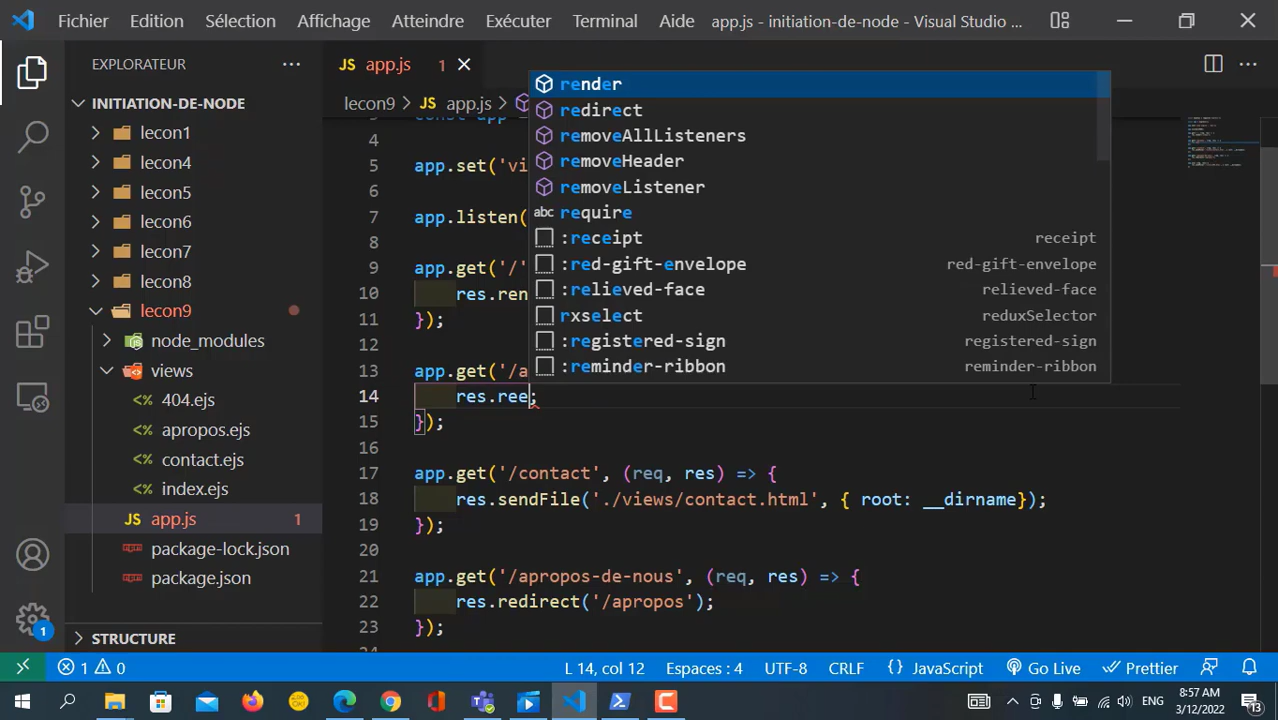 Fichier Edition Sélection Affichage Atteindre Exécuter Terminal Aide app.js - initiation-de-node - Visual Studio ...
EXPLORATEUR ...
JS app.js 1
lecon9 > JS app.js >
INITIATION-DE-NODE
lecon1
lecon4
lecon5
lecon6
lecon7
lecon8
lecon9
node_modules
views
<%> 404.ejs
<%> apropos.ejs
<%> contact.ejs
<%> index.ejs
JS app.js 1
package-lock.json
package.json
STRUCTURE
render
redirect
removeAllListeners
removeHeader
removeListener
abc require
:receipt receipt
:red-gift-envelope red-gift-envelope
:relieved-face relieved-face
rxselect reduxSelector
:registered-sign registered-sign
:reminder-ribbon reminder-ribbon
4
5 app.set('vi
6
7 app.listen(
8
9 app.get('/'
10 res.ren
11 });
12
13 app.get('/a
14 res.ree;
15 });
16
17 app.get('/contact', (req, res) => {
18 res.sendFile('./views/contact.html', { root: __dirname});
19 });
20
21 app.get('/apropos-de-nous', (req, res) => {
22 res.redirect('/apropos');
23 });
1
1 0 L 14, col 12 Espaces : 4 UTF-8 CRLF {} JavaScript Go Live Prettier
ENG 8:57 AM
3/12/2022 13